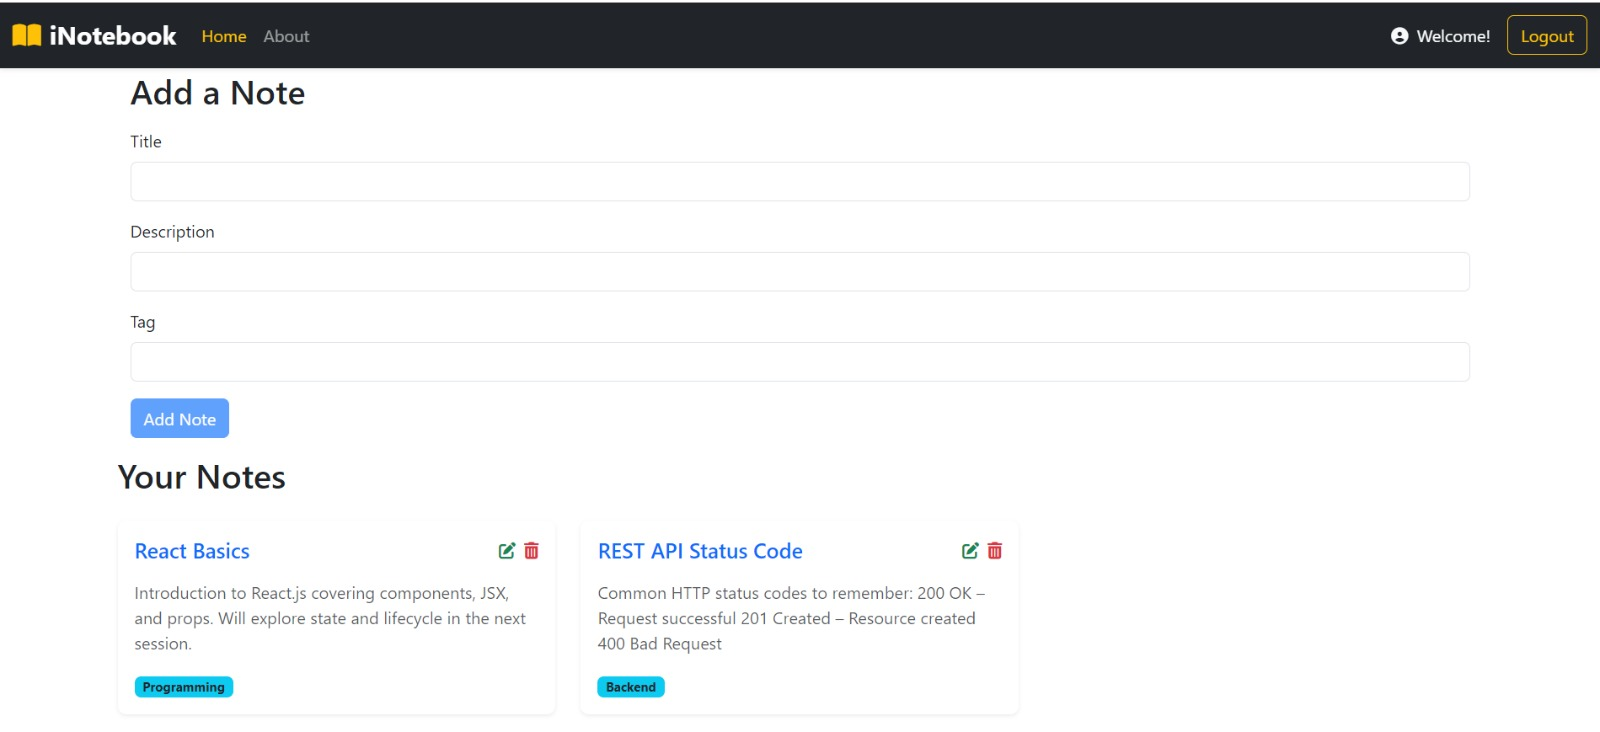 iNotebook Home About Welcome! Logout
Add a Note
Title
Description
Tag
Add Note
Your Notes
React Basics
Introduction to React.js covering components, JSX,
and props. Will explore state and lifecycle in the next
session.
Programming
REST API Status Code
Common HTTP status codes to remember: 200 OK –
Request successful 201 Created – Resource created
400 Bad Request
Backend